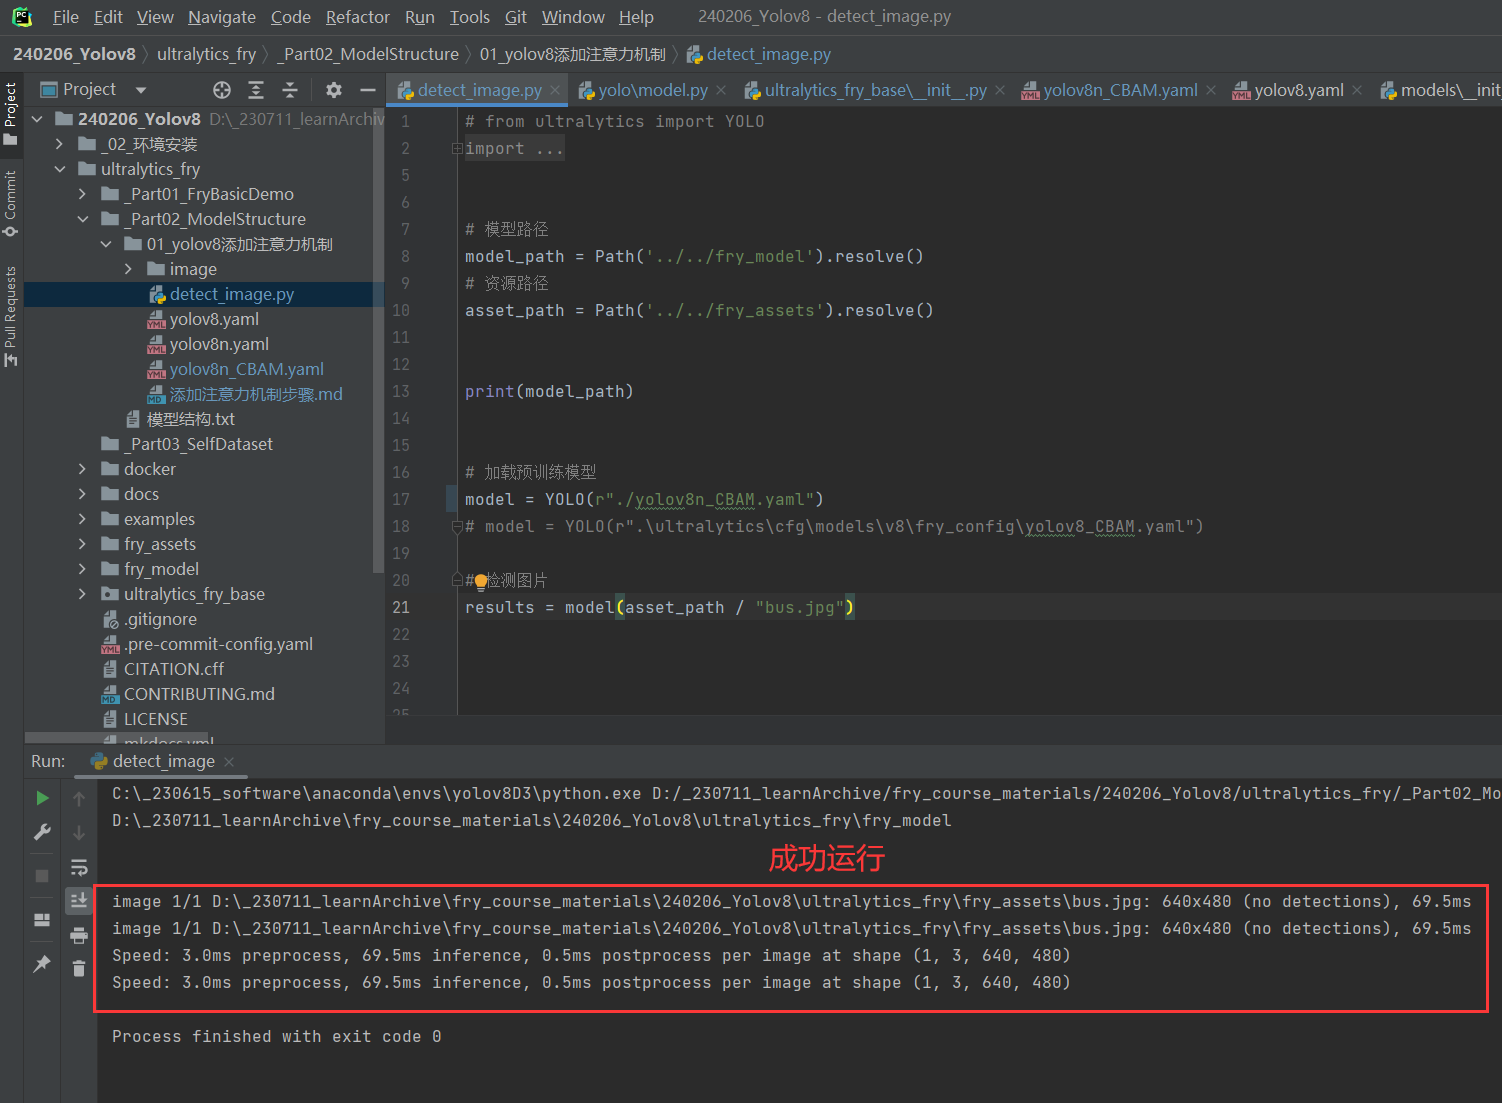 File Edit View Navigate Code Refactor Run Tools Git Window Help 240206_Yolov8 - detect_image.py
240206_Yolov8 ultralytics_fry _Part02_ModelStructure 01_yolov8添加注意力机制 detect_image.py
Project
Commit
Pull Requests
Project
240206_Yolov8 D:\_230711_learnArchiv
_02_环境安装
ultralytics_fry
_Part01_FryBasicDemo
_Part02_ModelStructure
01_yolov8添加注意力机制
image
detect_image.py
yolov8.yaml
yolov8n.yaml
yolov8n_CBAM.yaml
添加注意力机制步骤.md
模型结构.txt
_Part03_SelfDataset
docker
docs
examples
fry_assets
fry_model
ultralytics_fry_base
.gitignore
.pre-commit-config.yaml
CITATION.cff
CONTRIBUTING.md
LICENSE
mkdocs.yml
detect_image.py yolo\model.py ultralytics_fry_base\__init__.py yolov8n_CBAM.yaml yolov8.yaml models\__init
1 # from ultralytics import YOLO
2 import ...
5
6
7 # 模型路径
8 model_path = Path('../../fry_model').resolve()
9 # 资源路径
10 asset_path = Path('../../fry_assets').resolve()
11
12
13 print(model_path)
14
15
16 # 加载预训练模型
17 model = YOLO(r"./yolov8n_CBAM.yaml")
18 # model = YOLO(r".\ultralytics\cfg\models\v8\fry_config\yolov8_CBAM.yaml")
19
20 # 检测图片
21 results = model(asset_path / "bus.jpg")
22
23
24
25
Run: detect_image
C:\_230615_software\anaconda\envs\yolov8D3\python.exe D:/_230711_learnArchive/fry_course_materials/240206_Yolov8/ultralytics_fry/_Part02_Mo
D:\_230711_learnArchive\fry_course_materials\240206_Yolov8\ultralytics_fry\fry_model
成功运行
image 1/1 D:\_230711_learnArchive\fry_course_materials\240206_Yolov8\ultralytics_fry\fry_assets\bus.jpg: 640x480 (no detections), 69.5ms
image 1/1 D:\_230711_learnArchive\fry_course_materials\240206_Yolov8\ultralytics_fry\fry_assets\bus.jpg: 640x480 (no detections), 69.5ms
Speed: 3.0ms preprocess, 69.5ms inference, 0.5ms postprocess per image at shape (1, 3, 640, 480)
Speed: 3.0ms preprocess, 69.5ms inference, 0.5ms postprocess per image at shape (1, 3, 640, 480)
Process finished with exit code 0